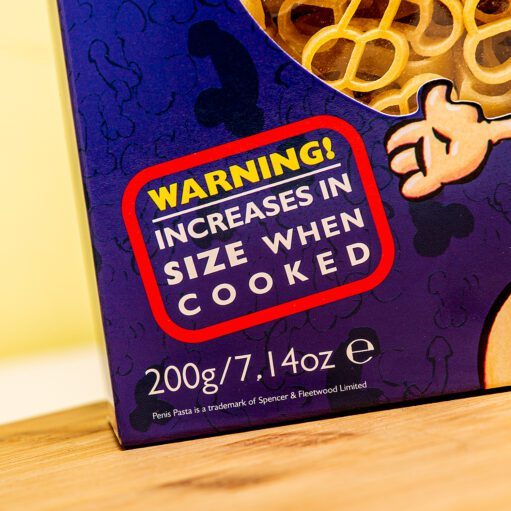 WARNING!
INCREASES IN
SIZE WHEN
COOKED
200g/7,14oz ℮
Penis Pasta is a trademark of Spencer & Fleetwood Limited